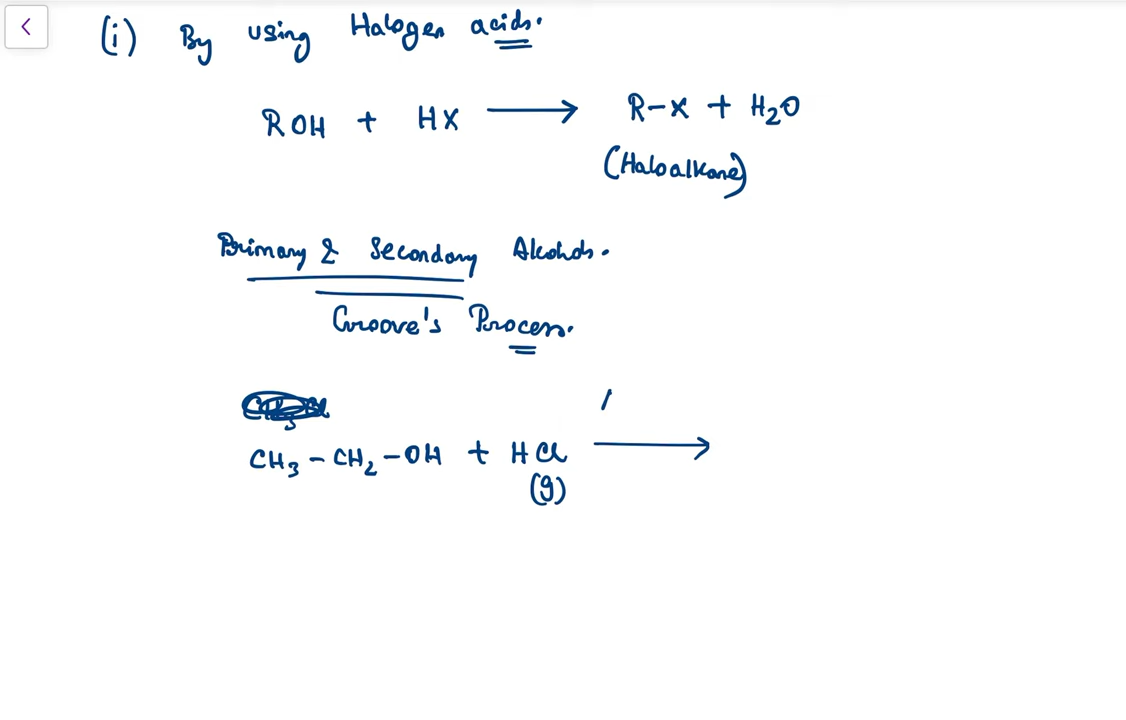 (i) By using Halogen acids.
ROH + HX → R-X + H₂O
(Haloalkane)
Primary & Secondary Alcohols.
Groove's Process.
CH₃-CH₂-OH + HCl →
(g)